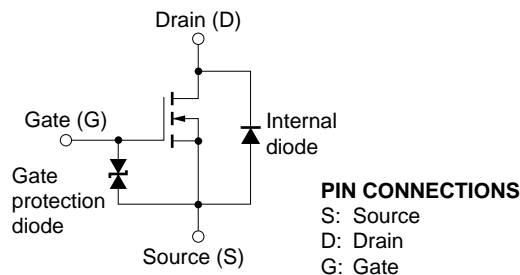 Drain (D)
Gate (G)
Internal
diode
Gate
protection
diode
Source (S)
PIN CONNECTIONS
S: Source
D: Drain
G: Gate